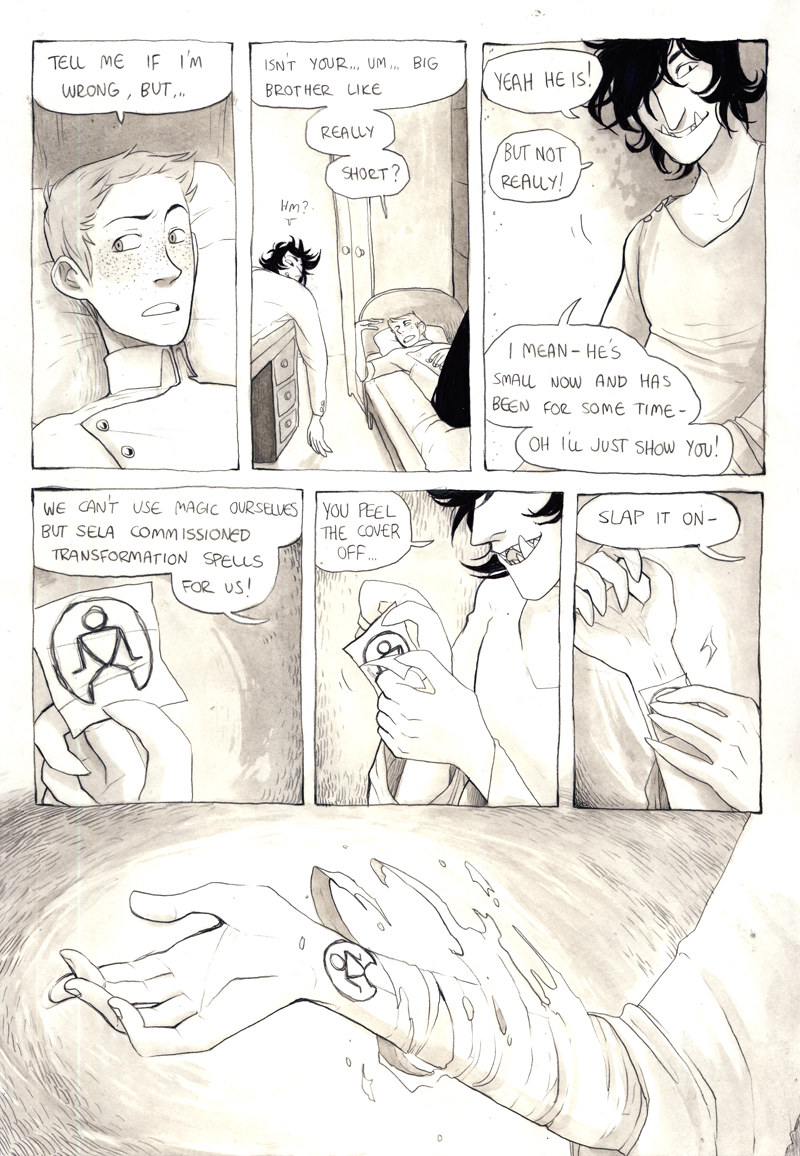 TELL ME IF I'M
WRONG, BUT...
ISN'T YOUR... UM... BIG
BROTHER LIKE
REALLY
SHORT?
HM?
YEAH HE IS!
BUT NOT
REALLY!
I MEAN - HE'S
SMALL NOW AND HAS
BEEN FOR SOME TIME -
OH I'LL JUST SHOW YOU!
WE CAN'T USE MAGIC OURSELVES
BUT SELA COMMISSIONED
TRANSFORMATION SPELLS
FOR US!
YOU PEEL
THE COVER
OFF...
SLAP IT ON -